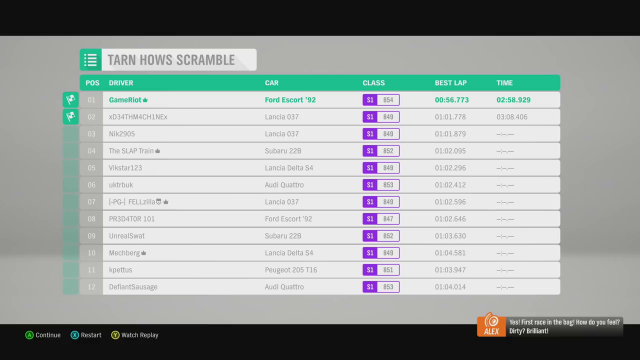 TARN HOWS SCRAMBLE
POS DRIVER CAR CLASS BEST LAP TIME
01 GameRiot Ford Escort '92 S1 854 00:56.773 02:58.929
02 xD34THM4CH1NEx Lancia 037 S1 849 01:01.778 03:08.406
03 Nik2905 Lancia 037 S1 849 01:01.879 -:--.---
04 The SLAP Train Subaru 22B S1 852 01:02.095 -:--.---
05 Vikstar123 Lancia Delta S4 S1 849 01:02.296 -:--.---
06 uktrbuk Audi Quattro S1 853 01:02.412 -:--.---
07 |-PG-| FELLzilla Lancia 037 S1 849 01:02.596 -:--.---
08 PR3D4T0R 101 Ford Escort '92 S1 847 01:02.646 -:--.---
09 UnrealSwat Subaru 22B S1 852 01:03.630 -:--.---
10 Mechberg Lancia Delta S4 S1 849 01:04.581 -:--.---
11 kpettus Peugeot 205 T16 S1 851 01:03.947 -:--.---
12 DefiantSausage Audi Quattro S1 853 01:04.014 -:--.---
ALEX
Yes! First race in the bag! How do you feel?
Dirty? Brilliant!
A Continue X Restart Y Watch Replay